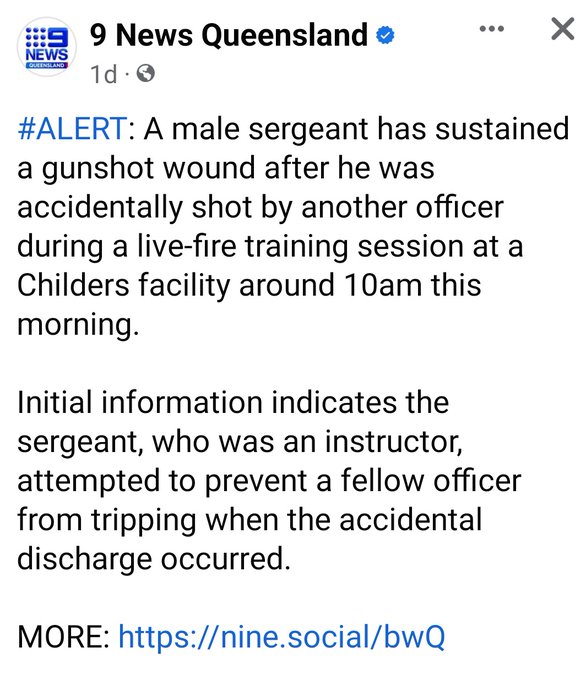 9 NEWS QUEENSLAND
9 News Queensland
1d ·
#ALERT: A male sergeant has sustained
a gunshot wound after he was
accidentally shot by another officer
during a live-fire training session at a
Childers facility around 10am this
morning.
Initial information indicates the
sergeant, who was an instructor,
attempted to prevent a fellow officer
from tripping when the accidental
discharge occurred.
MORE: https://nine.social/bwQ